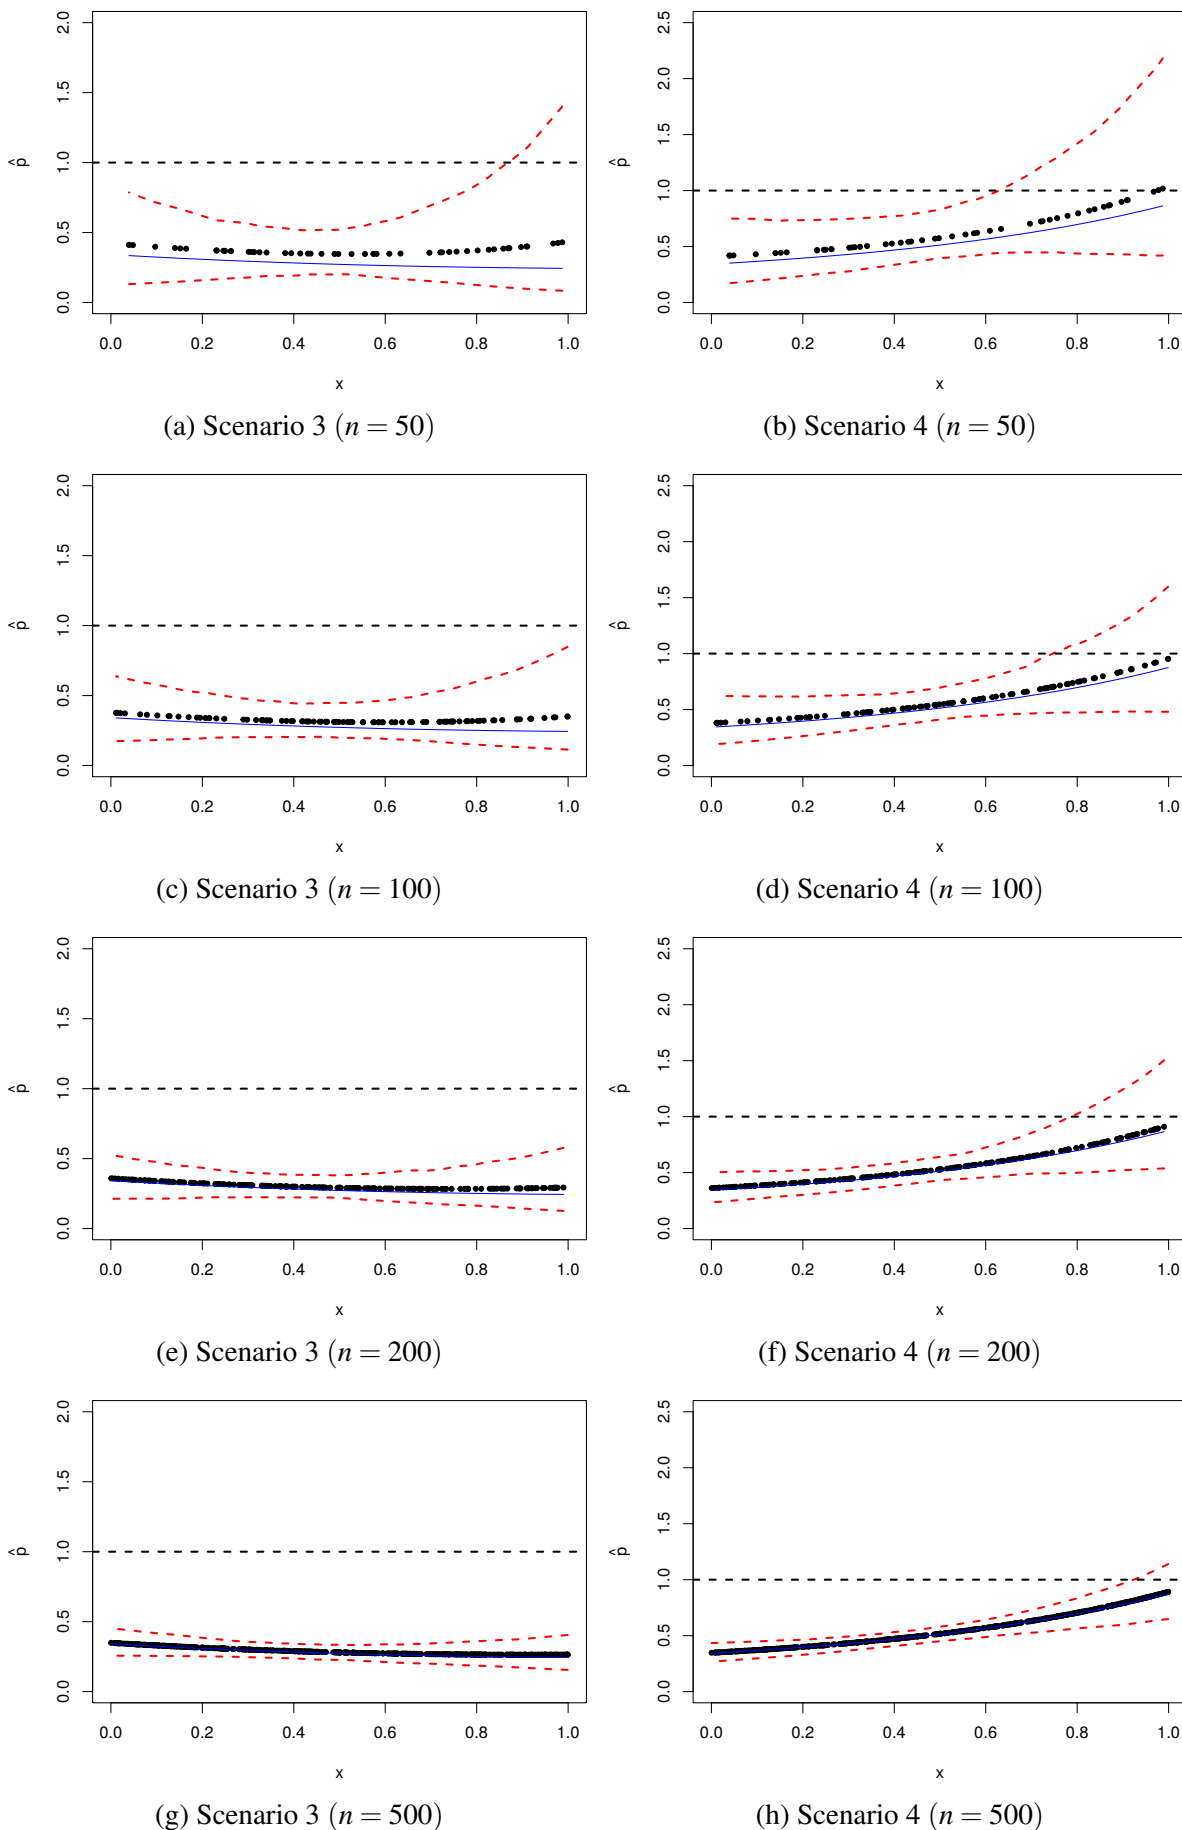 2.0
1.5
1.0
0.5
0.0
p̂
0.0 0.2 0.4 0.6 0.8 1.0
x
(a) Scenario 3 (n = 50)
2.5
2.0
1.5
1.0
0.5
0.0
p̂
0.0 0.2 0.4 0.6 0.8 1.0
x
(b) Scenario 4 (n = 50)
2.0
1.5
1.0
0.5
0.0
p̂
0.0 0.2 0.4 0.6 0.8 1.0
x
(c) Scenario 3 (n = 100)
2.5
2.0
1.5
1.0
0.5
0.0
p̂
0.0 0.2 0.4 0.6 0.8 1.0
x
(d) Scenario 4 (n = 100)
2.0
1.5
1.0
0.5
0.0
p̂
0.0 0.2 0.4 0.6 0.8 1.0
x
(e) Scenario 3 (n = 200)
2.5
2.0
1.5
1.0
0.5
0.0
p̂
0.0 0.2 0.4 0.6 0.8 1.0
x
(f) Scenario 4 (n = 200)
2.0
1.5
1.0
0.5
0.0
p̂
0.0 0.2 0.4 0.6 0.8 1.0
x
(g) Scenario 3 (n = 500)
2.5
2.0
1.5
1.0
0.5
0.0
p̂
0.0 0.2 0.4 0.6 0.8 1.0
x
(h) Scenario 4 (n = 500)